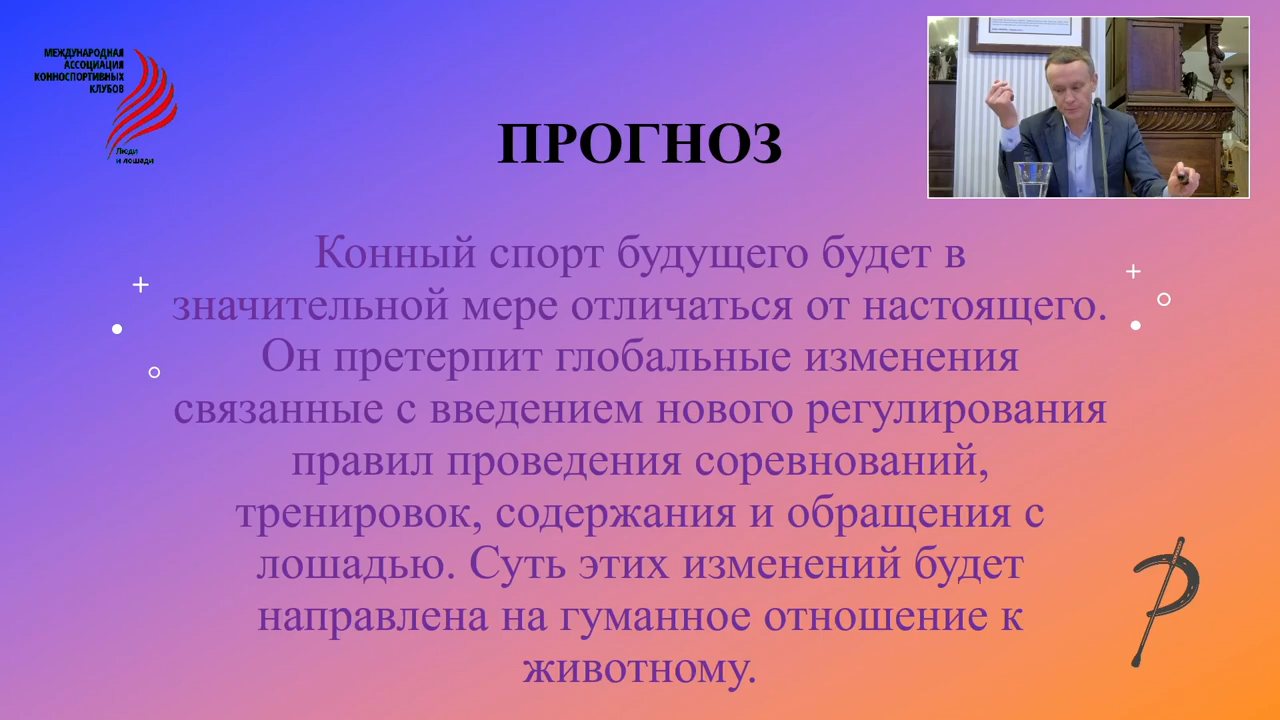 МЕЖДУНАРОДНАЯ
АССОЦИАЦИЯ
КОННОСПОРТИВНЫХ
КЛУБОВ
Люди
и лошади
ПРОГНОЗ
Конный спорт будущего будет в
значительной мере отличаться от настоящего.
Он претерпит глобальные изменения
связанные с введением нового регулирования
правил проведения соревнований,
тренировок, содержания и обращения с
лошадью. Суть этих изменений будет
направлена на гуманное отношение к
животному.